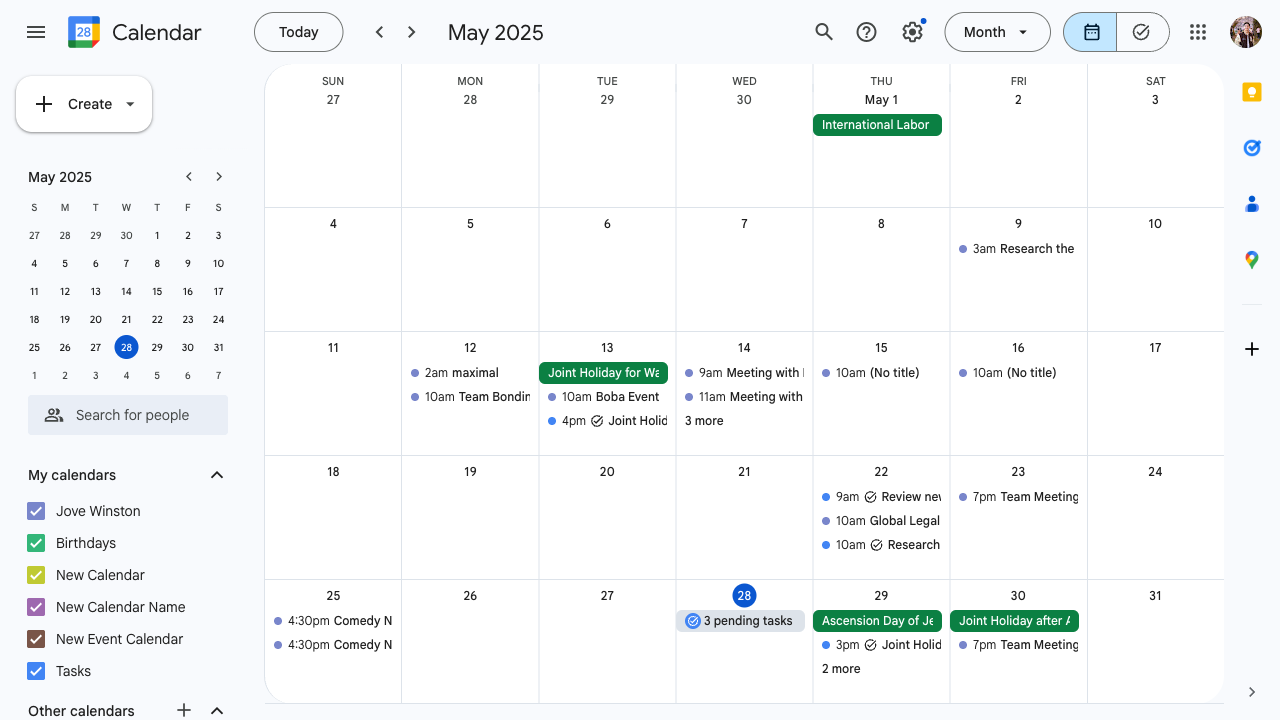 28 Calendar Today May 2025 Month
Create
May 2025
S M T W T F S
27 28 29 30 1 2 3
4 5 6 7 8 9 10
11 12 13 14 15 16 17
18 19 20 21 22 23 24
25 26 27 28 29 30 31
1 2 3 4 5 6 7
Search for people
My calendars
Jove Winston
Birthdays
New Calendar
New Calendar Name
New Event Calendar
Tasks
Other calendars
SUN MON TUE WED THU FRI SAT
27 28 29 30 May 1 2 3
International Labor
4 5 6 7 8 9 10
3am Research the
11 12 13 14 15 16 17
2am maximal Joint Holiday for Wa 9am Meeting with 10am (No title) 10am (No title)
10am Team Bondin 10am Boba Event 11am Meeting with
4pm Joint Holid 3 more
18 19 20 21 22 23 24
9am Review nev 7pm Team Meeting
10am Global Legal
10am Research
25 26 27 28 29 30 31
4:30pm Comedy N 3 pending tasks Ascension Day of Je Joint Holiday after A
4:30pm Comedy N 3pm Joint Holid 7pm Team Meeting
2 more